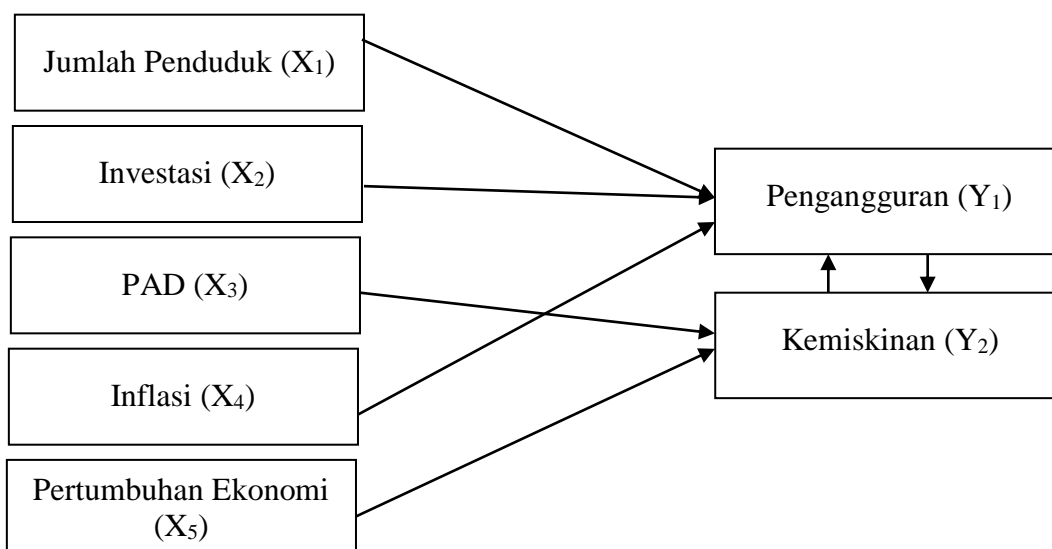 Jumlah Penduduk (X₁)
Investasi (X₂)
PAD (X₃)
Inflasi (X₄)
Pertumbuhan Ekonomi
(X₅)
Pengangguran (Y₁)
Kemiskinan (Y₂)